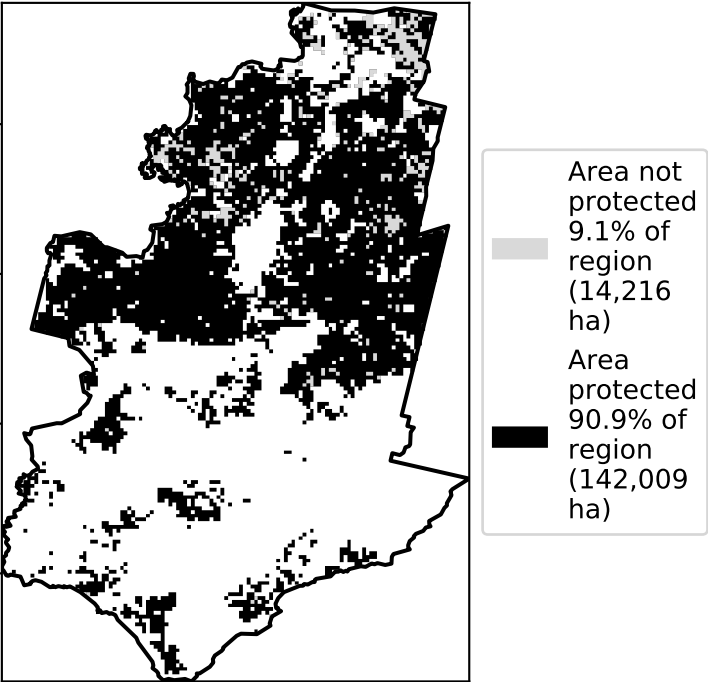 Area not
protected
9.1% of
region
(14,216
ha)
Area
protected
90.9% of
region
(142,009
ha)